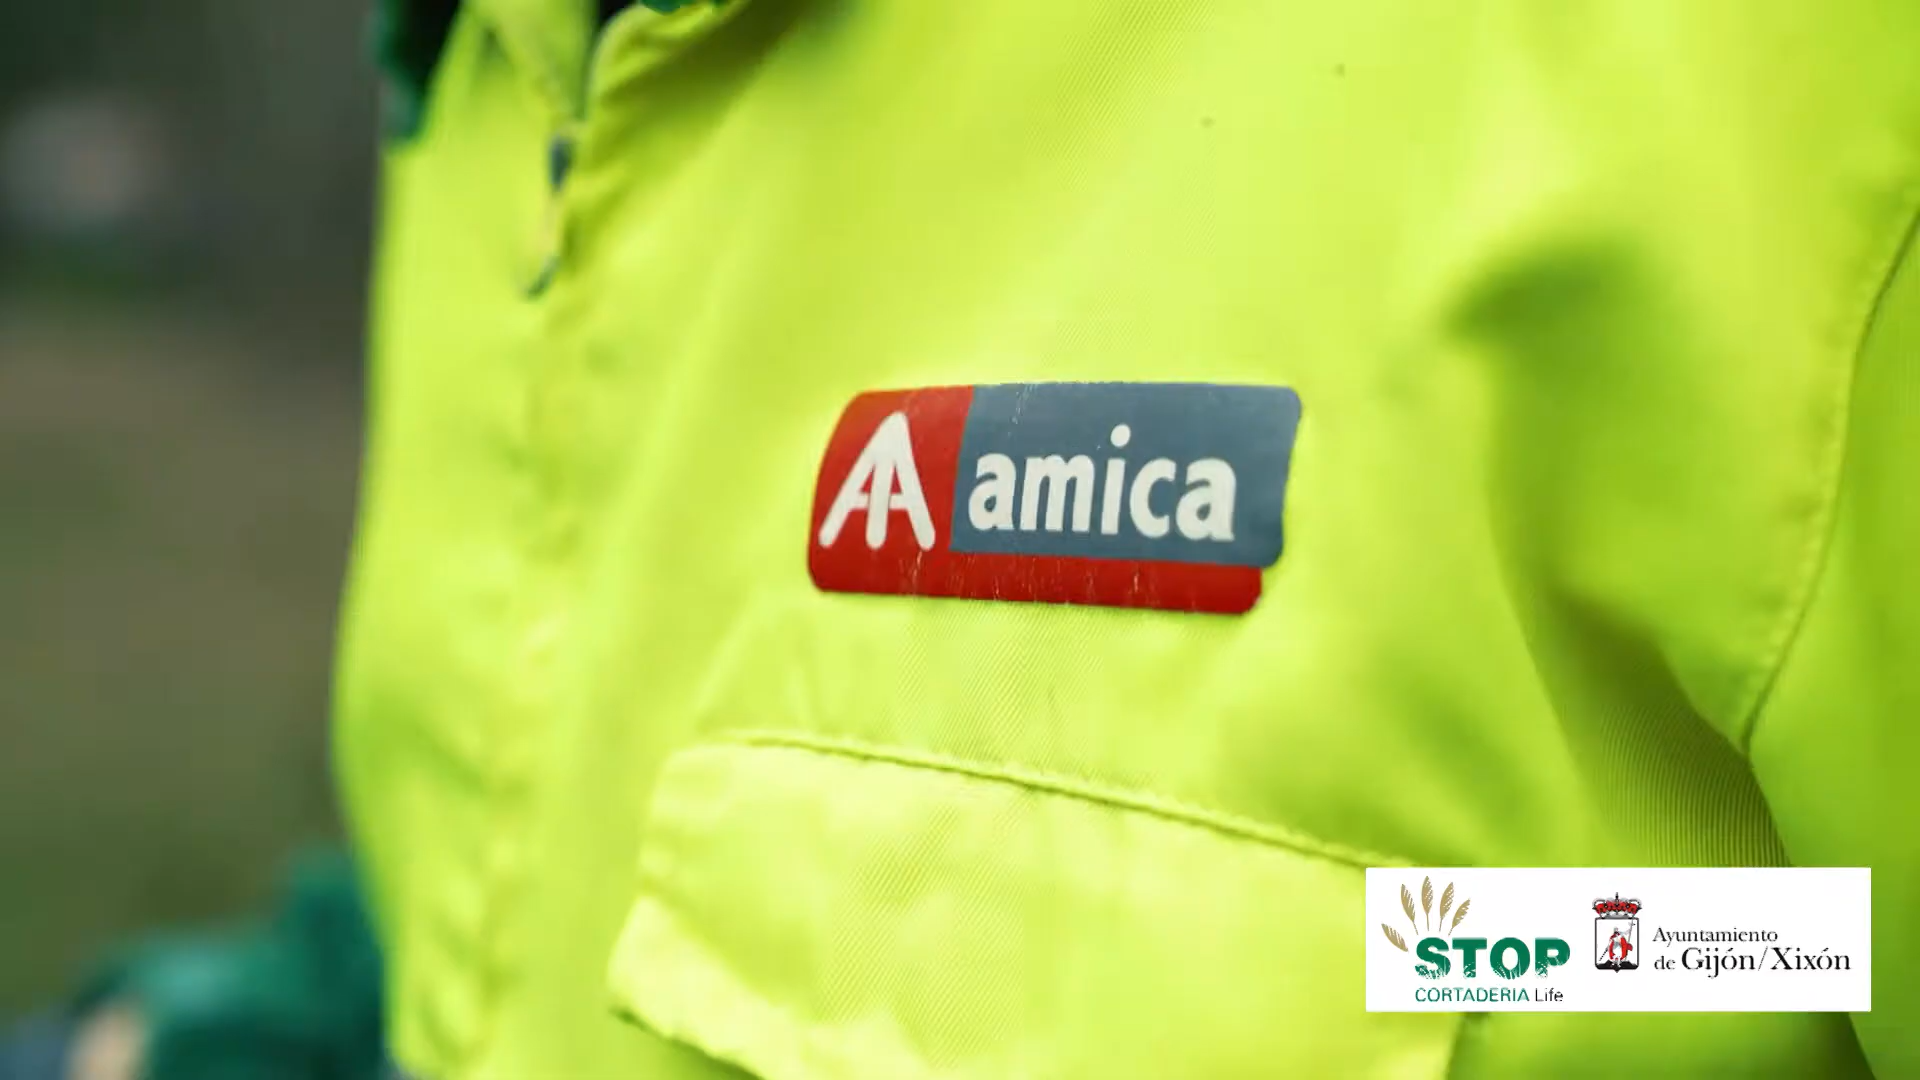 amica
STOP
CORTADERIA Life
Ayuntamiento
de Gijón/Xixón